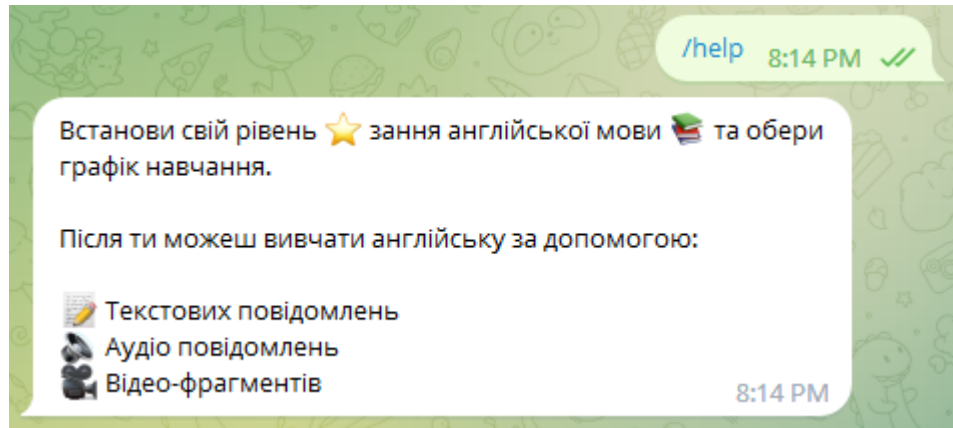 /help 8:14 PM
Встанови свій рівень ⭐ зання англійської мови 📚 та обери
графік навчання.
Після ти можеш вивчати англійську за допомогою:
📝 Текстових повідомлень
🔊 Аудіо повідомлень
🎥 Відео-фрагментів
8:14 PM